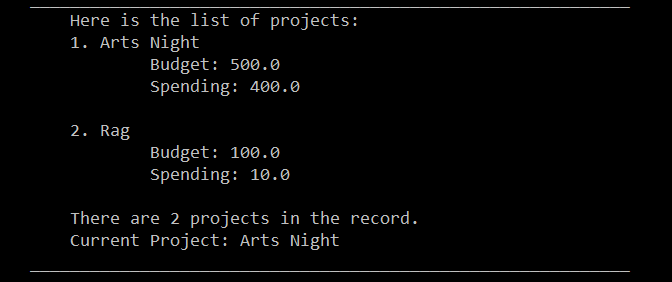 Here is the list of projects:
1. Arts Night
Budget: 500.0
Spending: 400.0
2. Rag
Budget: 100.0
Spending: 10.0
There are 2 projects in the record.
Current Project: Arts Night